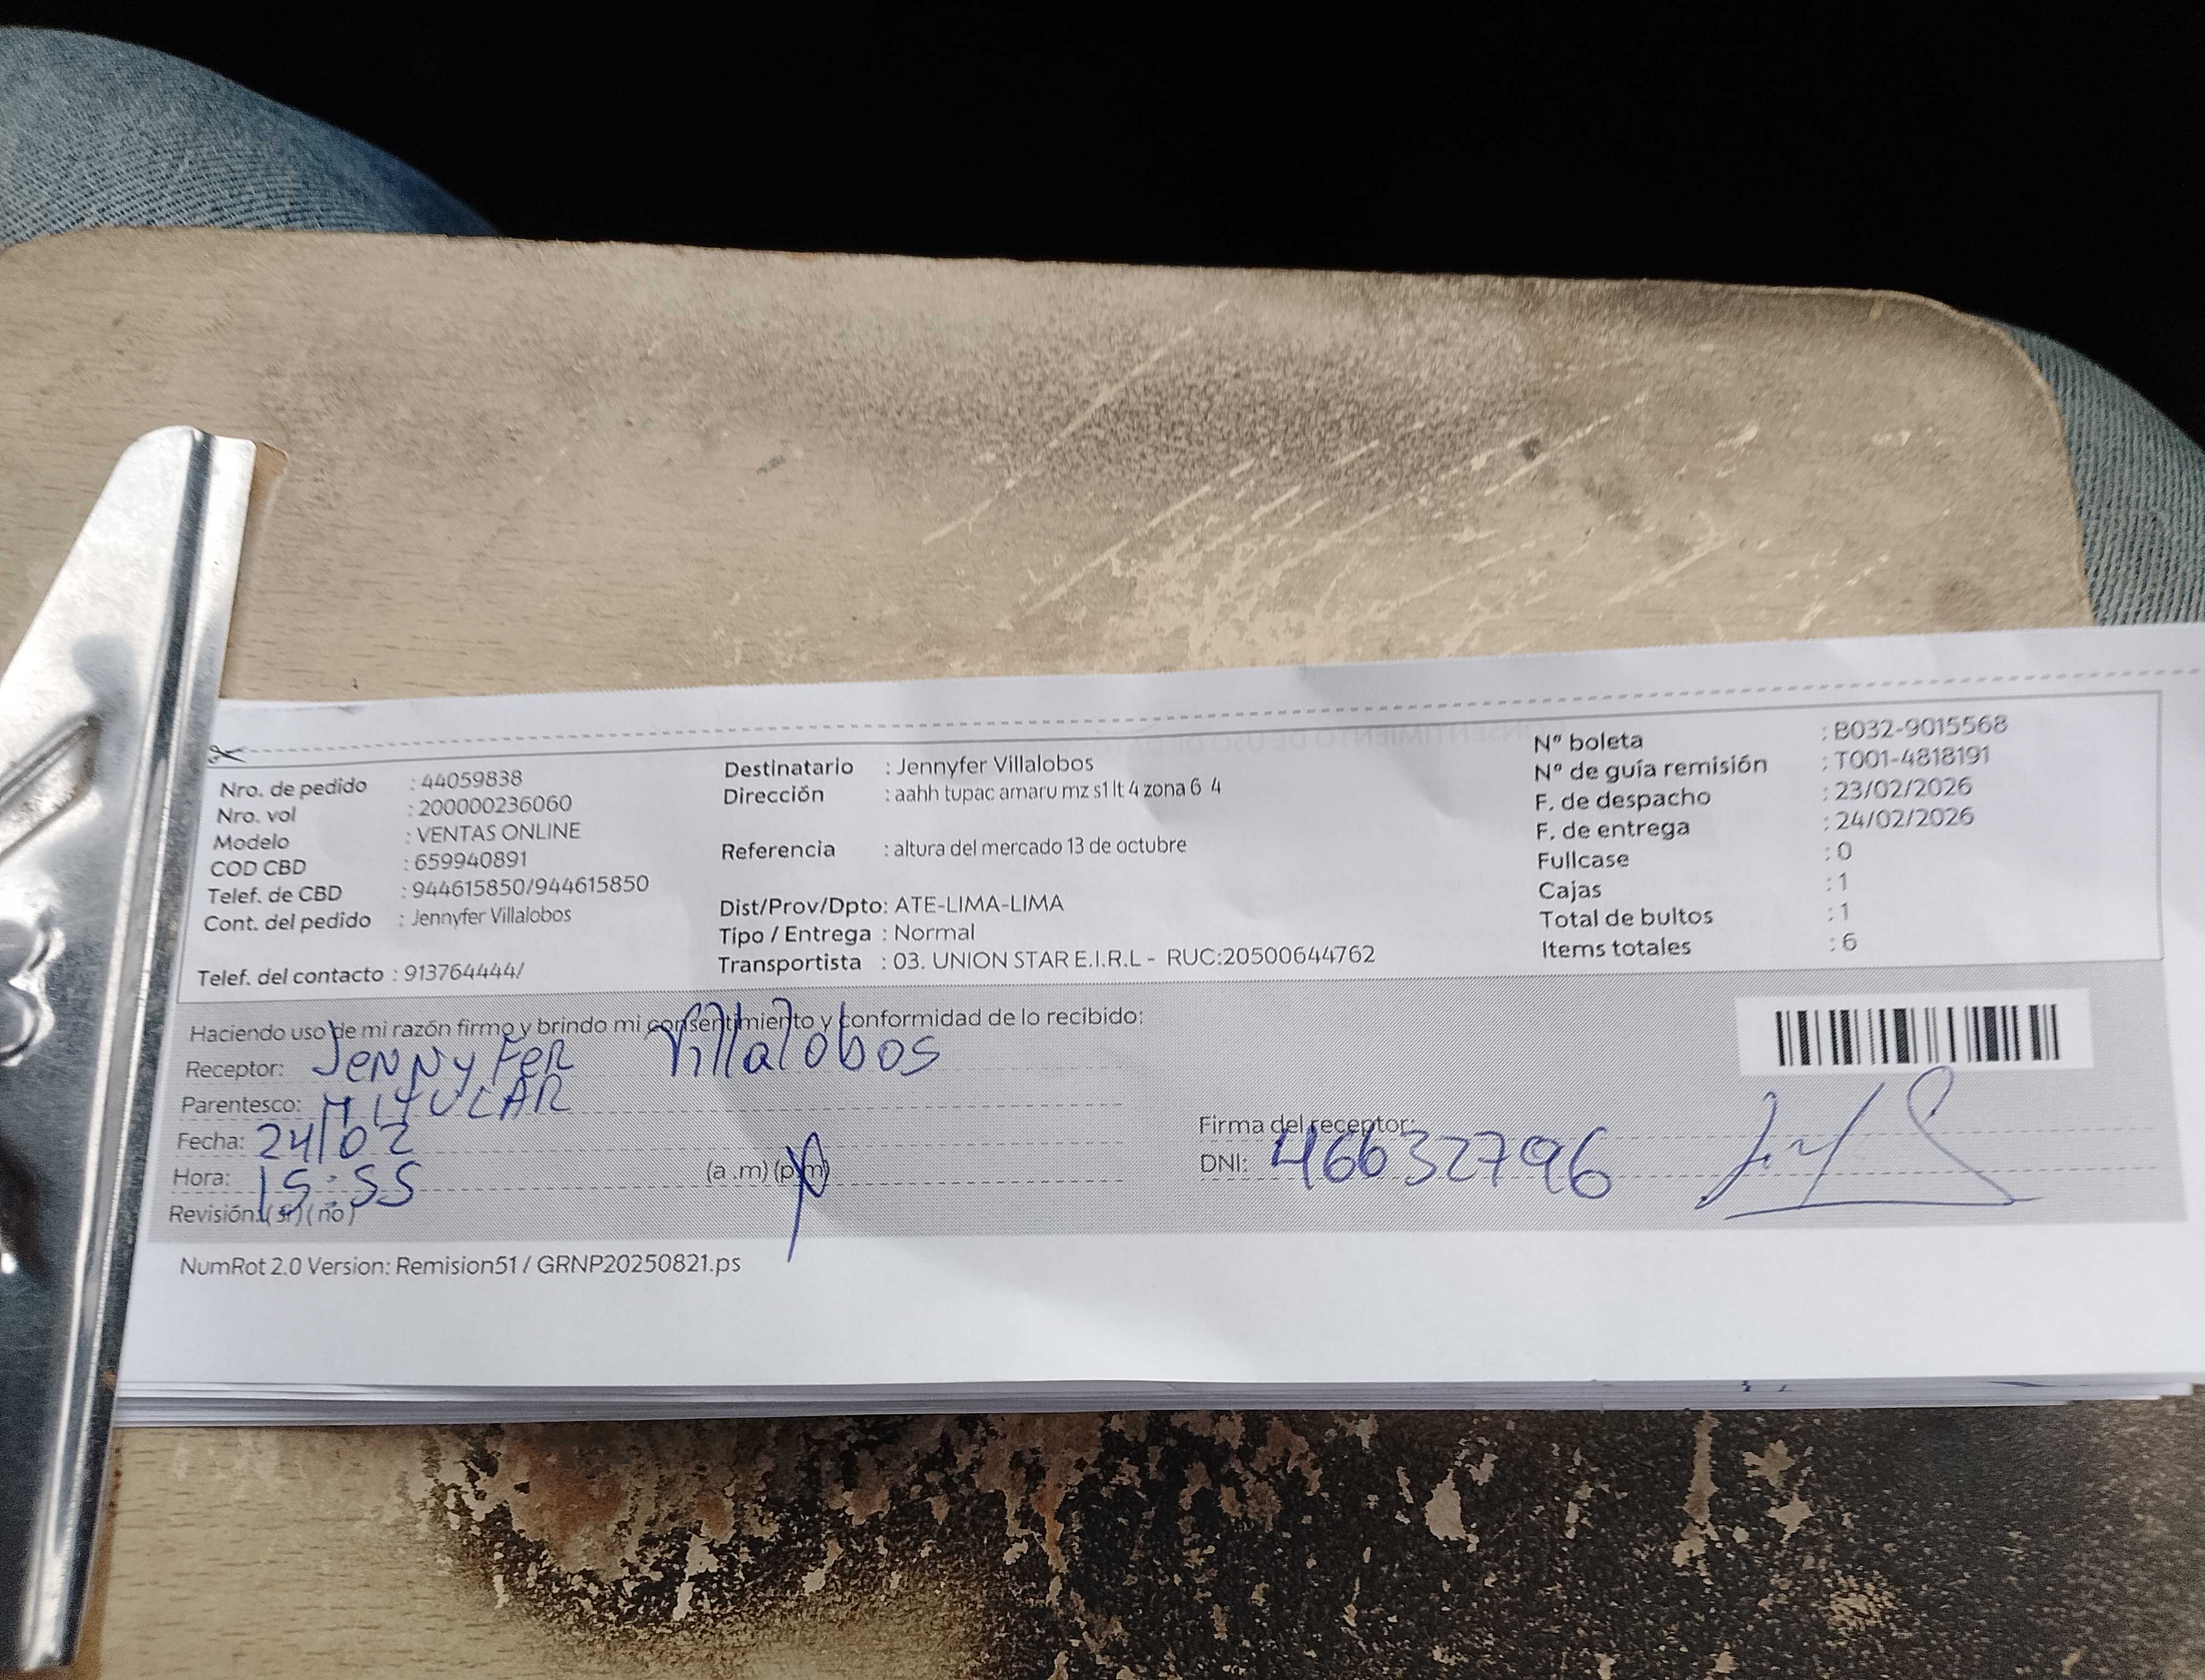 Nro. de pedido : 44059838
Nro. vol : 200000236060
Modelo : VENTAS ONLINE
COD CBD : 659940891
Telef. de CBD : 944615850/944615850
Cont. del pedido : Jennyfer Villalobos
Telef. del contacto : 913764444/
Destinatario : Jennyfer Villalobos
Dirección : aahh tupac amaru mz s1 lt 4 zona 6 4
Referencia : altura del mercado 13 de octubre
Dist/Prov/Dpto: ATE-LIMA-LIMA
Tipo / Entrega : Normal
Transportista : 03. UNION STAR E.I.R.L - RUC:20500644762
Nº boleta : B032-9015568
Nº de guía remisión : T001-4818191
F. de despacho : 23/02/2026
F. de entrega : 24/02/2026
Fullcase : 0
Cajas : 1
Total de bultos : 1
Items totales : 6
Haciendo uso de mi razón firmo y brindo mi consentimiento y conformidad de lo recibido:
Receptor: Jennyfer Villalobos
Parentesco:
Fecha: 24/02
Hora: 15:55 (a .m) (p.m)
Revisión: (si) (no)
Firma del receptor:
DNI: 46632796
NumRot 2.0 Version: Remision51 / GRNP20250821.ps